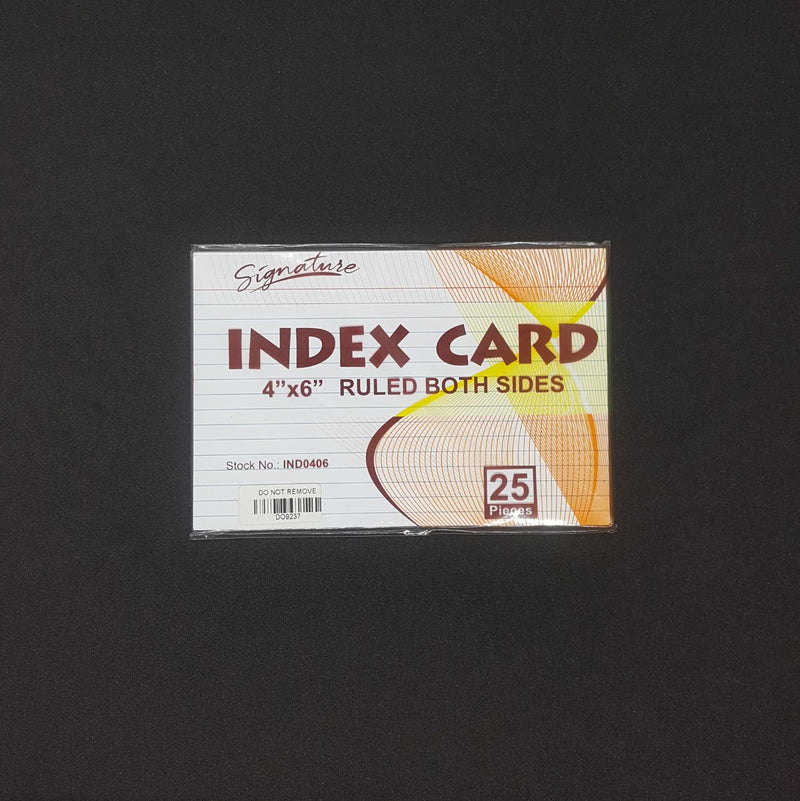 Signature
INDEX CARD
4”x6” RULED BOTH SIDES
Stock No.: IND0406
DO NOT REMOVE
DO9237
25
Pieces